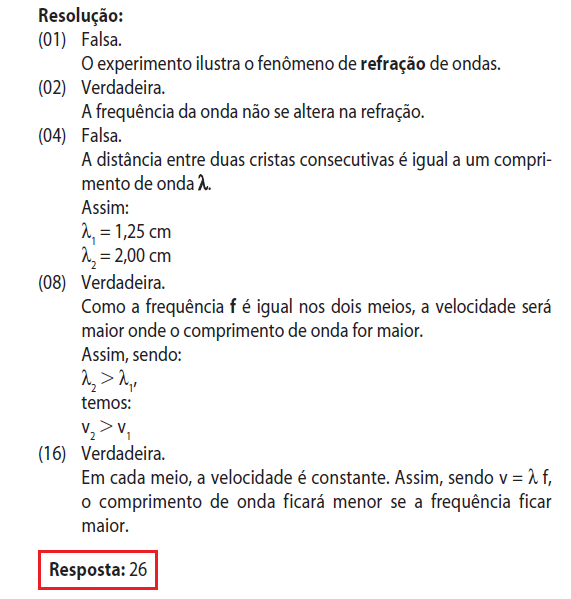 Resolução:
(01) Falsa.
O experimento ilustra o fenômeno de refração de ondas.
(02) Verdadeira.
A frequência da onda não se altera na refração.
(04) Falsa.
A distância entre duas cristas consecutivas é igual a um compri-
mento de onda λ.
Assim:
λ₁ = 1,25 cm
λ₂ = 2,00 cm
(08) Verdadeira.
Como a frequência f é igual nos dois meios, a velocidade será
maior onde o comprimento de onda for maior.
Assim, sendo:
λ₂ > λ₁,
temos:
v₂ > v₁
(16) Verdadeira.
Em cada meio, a velocidade é constante. Assim, sendo v = λ f,
o comprimento de onda ficará menor se a frequência ficar
maior.
Resposta: 26